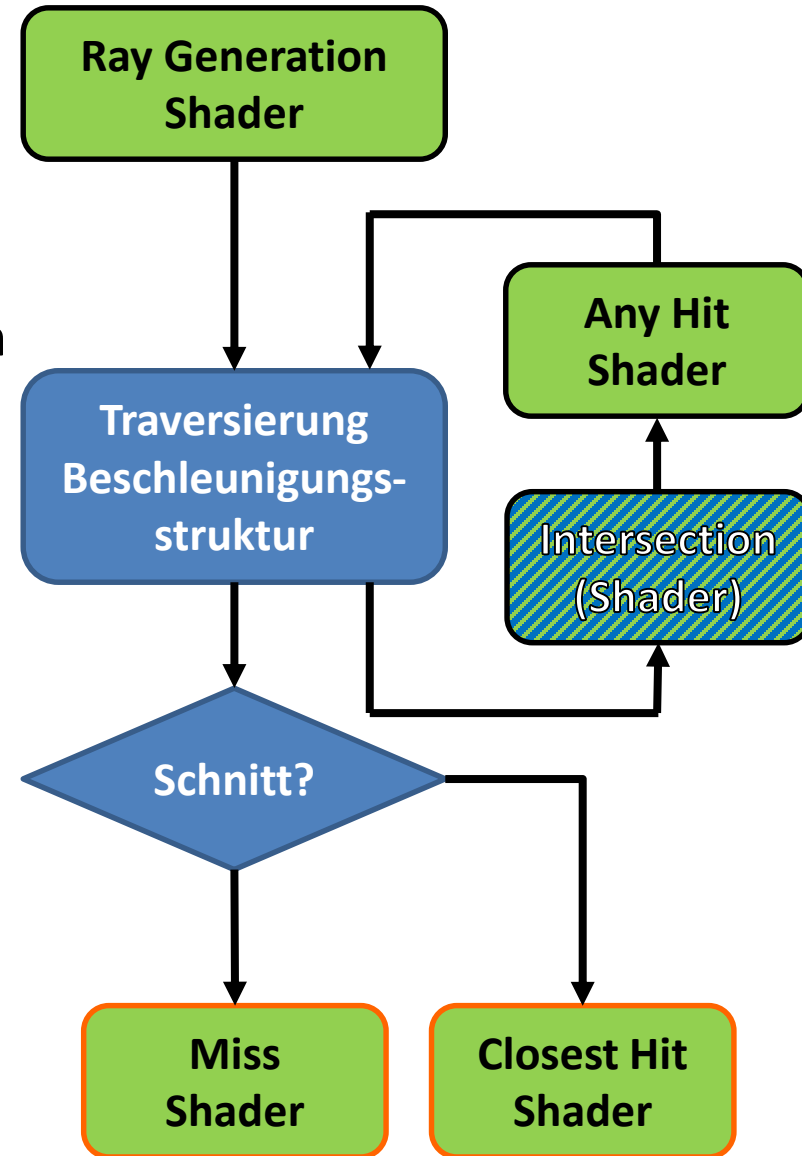 Ray Generation
Shader
Any Hit
Shader
Traversierung
Beschleunigungs-
struktur
Intersection
(Shader)
Schnitt?
Miss
Shader
Closest Hit
Shader